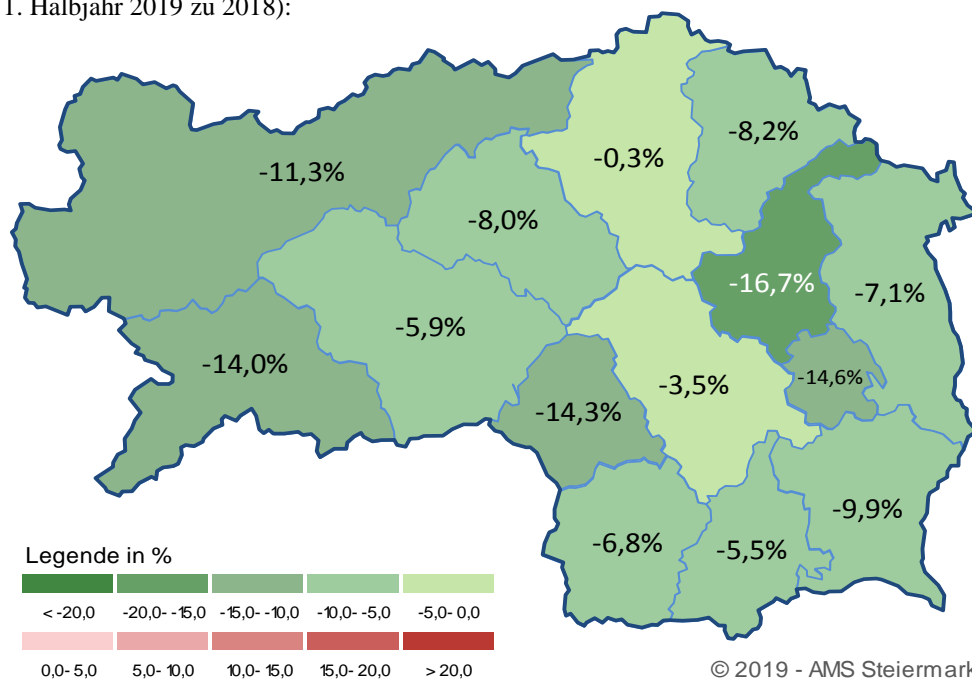 1. Halbjahr 2019 zu 2018):
-8,2%
-0,3%
-11,3%
-8,0%
-16,7%
-7,1%
-5,9%
-14,0%
-3,5%
-14,6%
-14,3%
-9,9%
-6,8%
-5,5%
Legende in %
< -20,0 -20,0- -15,0 -15,0- -10,0 -10,0- -5,0 -5,0- 0,0
0,0- 5,0 5,0- 10,0 10,0- 15,0 15,0- 20,0 > 20,0
© 2019 - AMS Steiermark